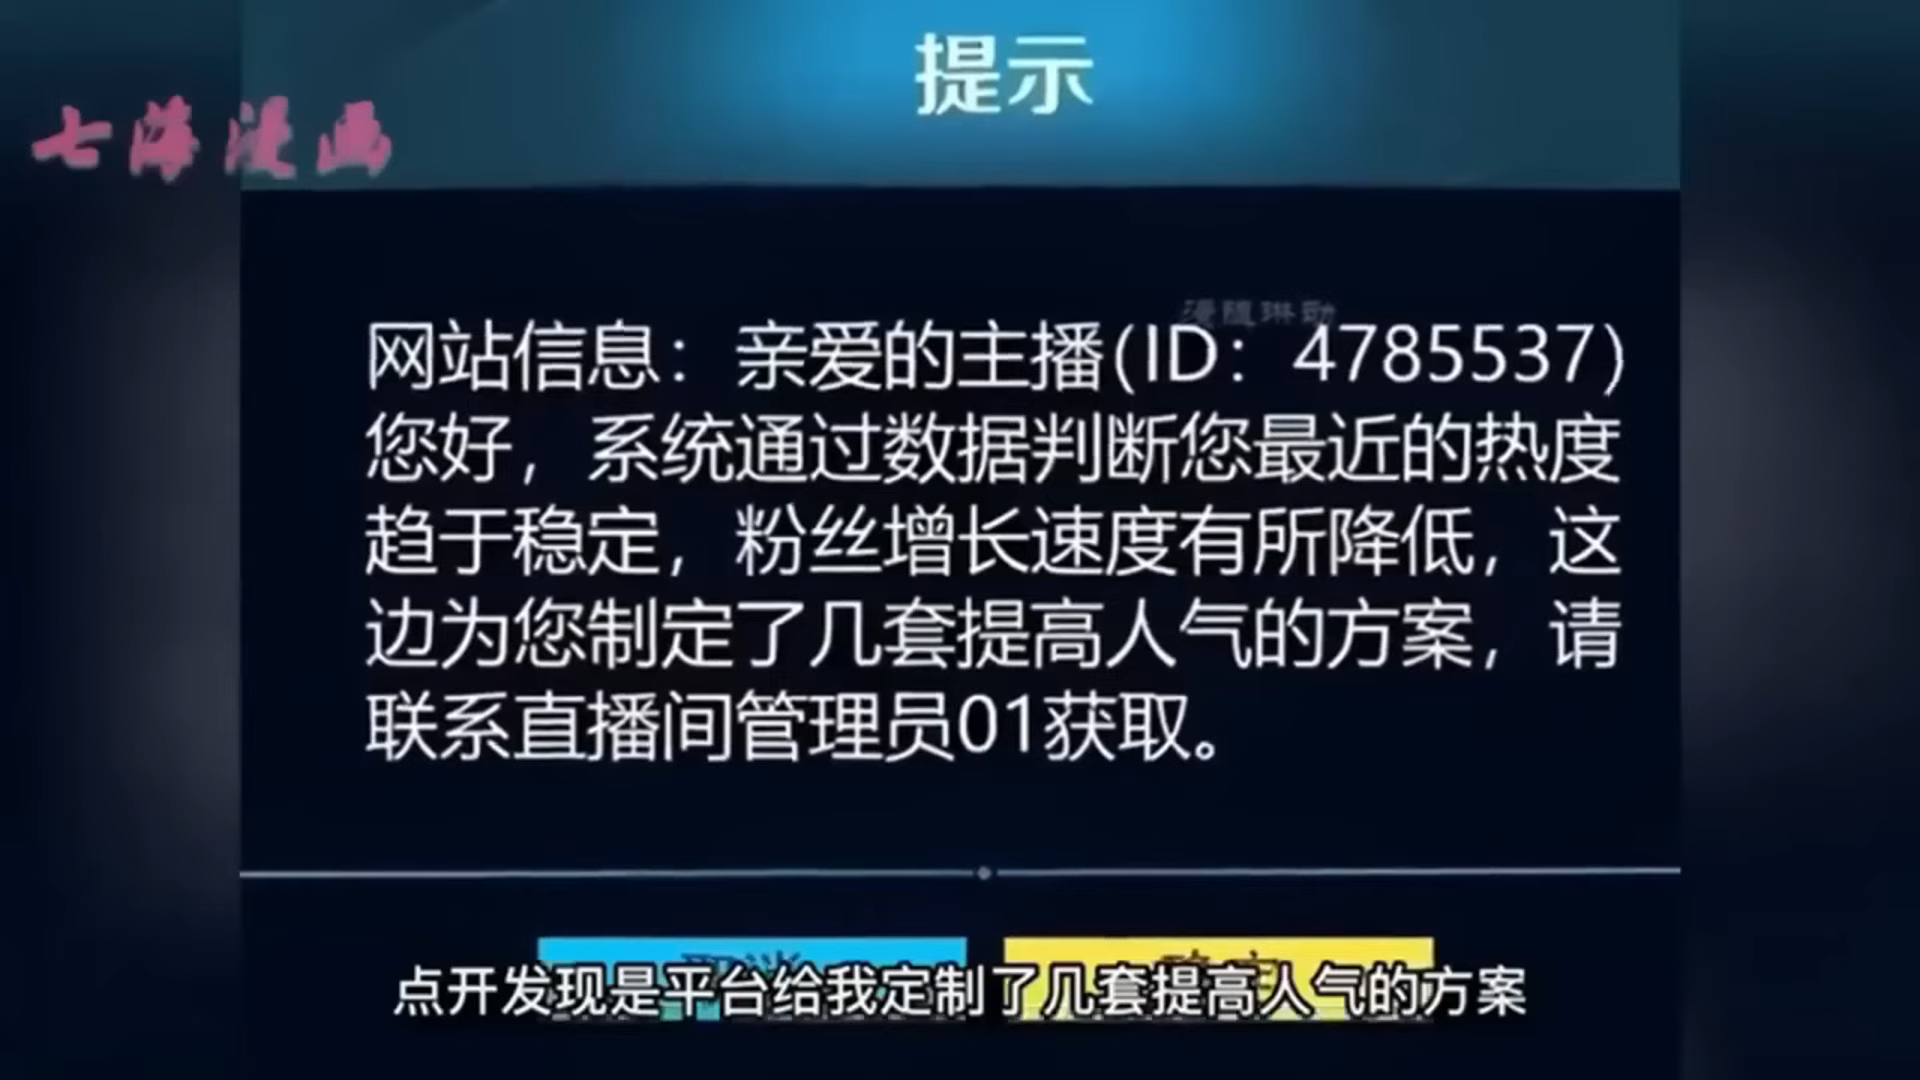 提示
七海漫画
网站信息：亲爱的主播(ID：4785537)
您好，系统通过数据判断您最近的热度
趋于稳定，粉丝增长速度有所降低，这
边为您制定了几套提高人气的方案，请
联系直播间管理员01获取。
点开发现是平台给我定制了几套提高人气的方案